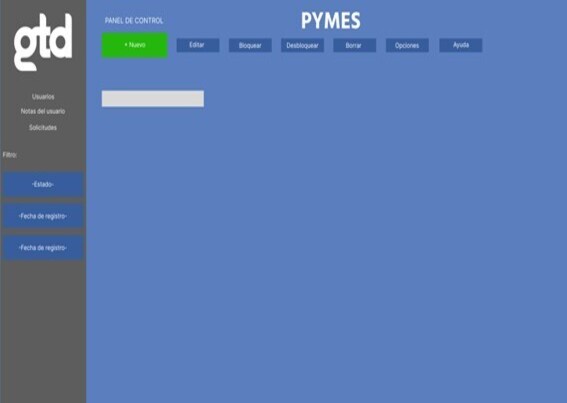 gtd
PANEL DE CONTROL
PYMES
+ Nuevo
Editar
Bloquear
Desbloquear
Borrar
Opciones
Ayuda
Usuarios
Notas del usuario
Solicitudes
Filtro:
-Estado-
-Fecha de registro-
-Fecha de registro-